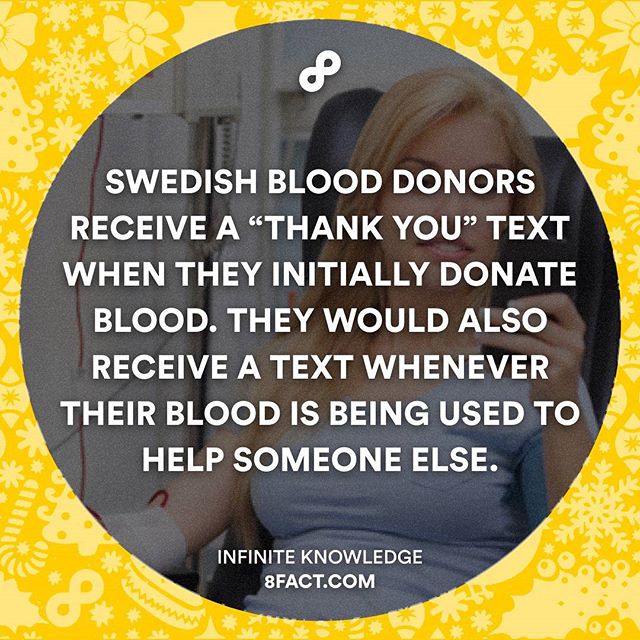 SWEDISH BLOOD DONORS
RECEIVE A “THANK YOU” TEXT
WHEN THEY INITIALLY DONATE
BLOOD. THEY WOULD ALSO
RECEIVE A TEXT WHENEVER
THEIR BLOOD IS BEING USED TO
HELP SOMEONE ELSE.
INFINITE KNOWLEDGE
8FACT.COM